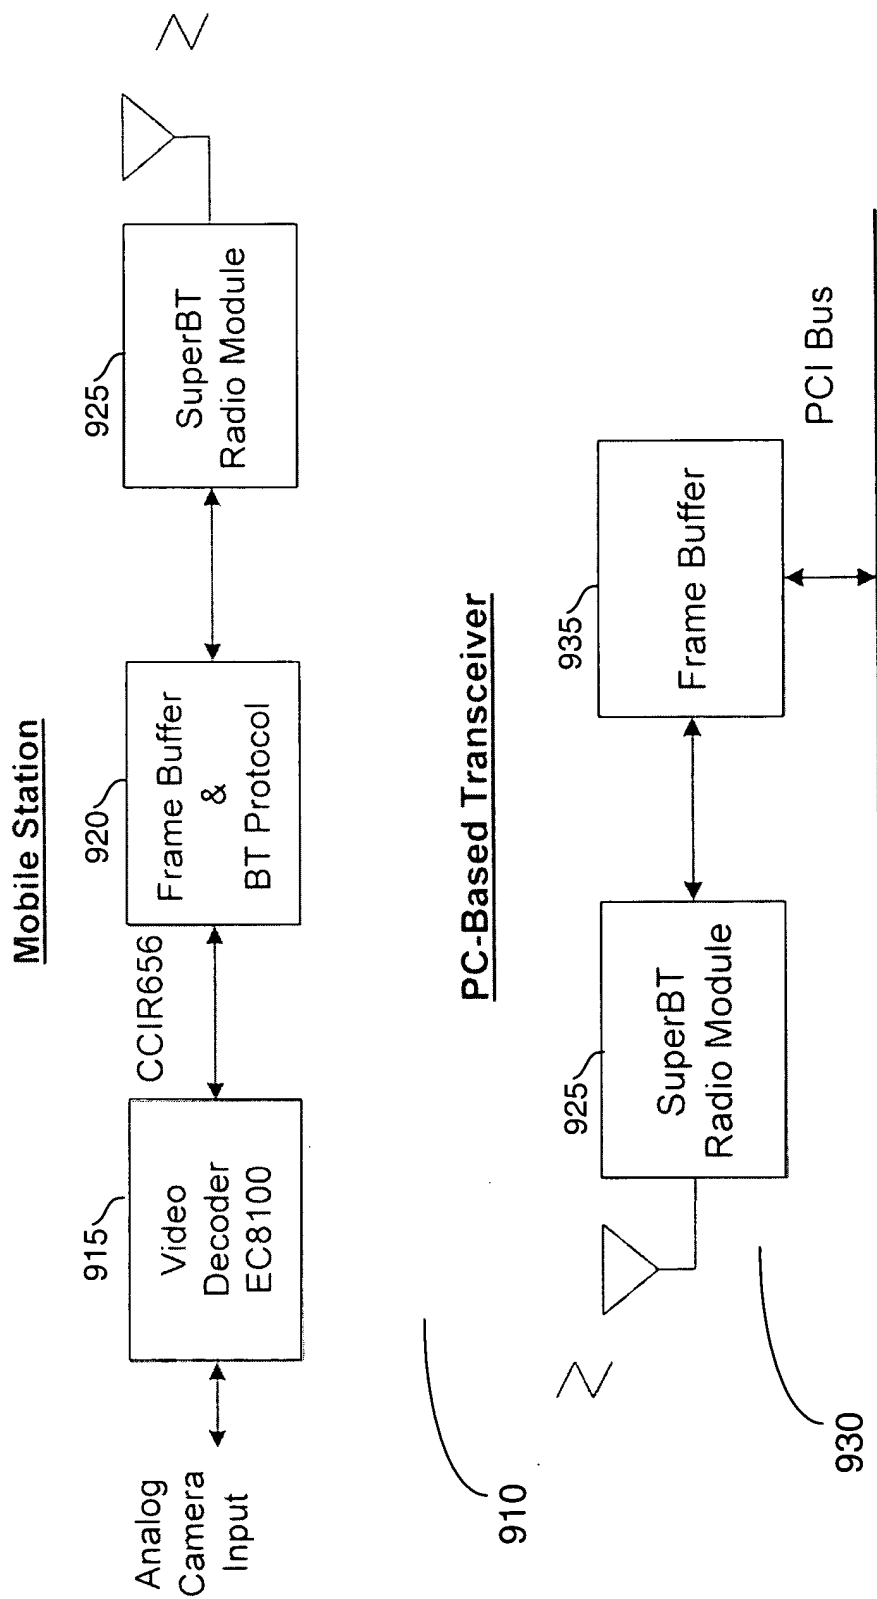 Mobile Station
Analog
Camera
Input
915
Video
Decoder
EC8100
CCIR656
920
Frame Buffer
&
BT Protocol
925
SuperBT
Radio Module
910
PC-Based Transceiver
925
SuperBT
Radio Module
935
Frame Buffer
PCI Bus
930